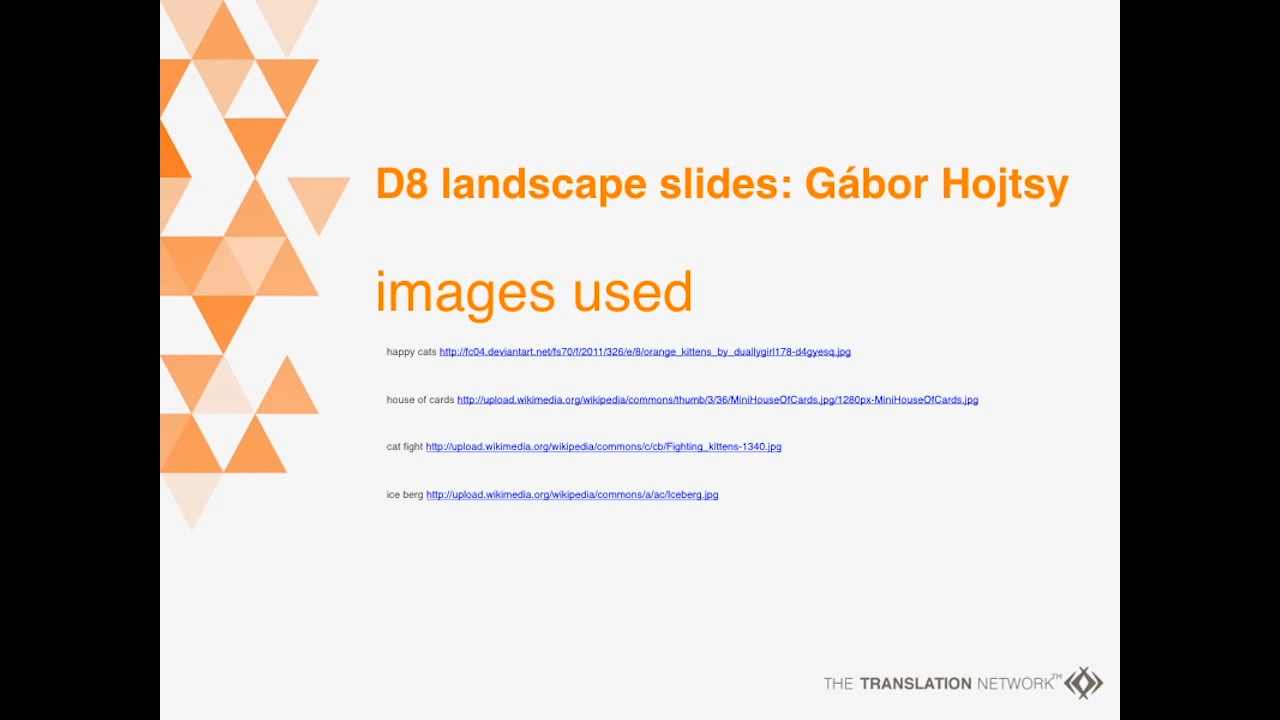 D8 landscape slides: Gábor Hojtsy
images used
happy cats http://fc04.deviantart.net/fs70/f/2011/326/e/8/orange_kittens_by_duallygirl178-d4gyesq.jpg
house of cards http://upload.wikimedia.org/wikipedia/commons/thumb/3/36/MiniHouseOfCards.jpg/1280px-MiniHouseOfCards.jpg
cat fight http://upload.wikimedia.org/wikipedia/commons/c/cb/Fighting_kittens-1340.jpg
ice berg http://upload.wikimedia.org/wikipedia/commons/a/ac/Iceberg.jpg
THE TRANSLATION NETWORK™